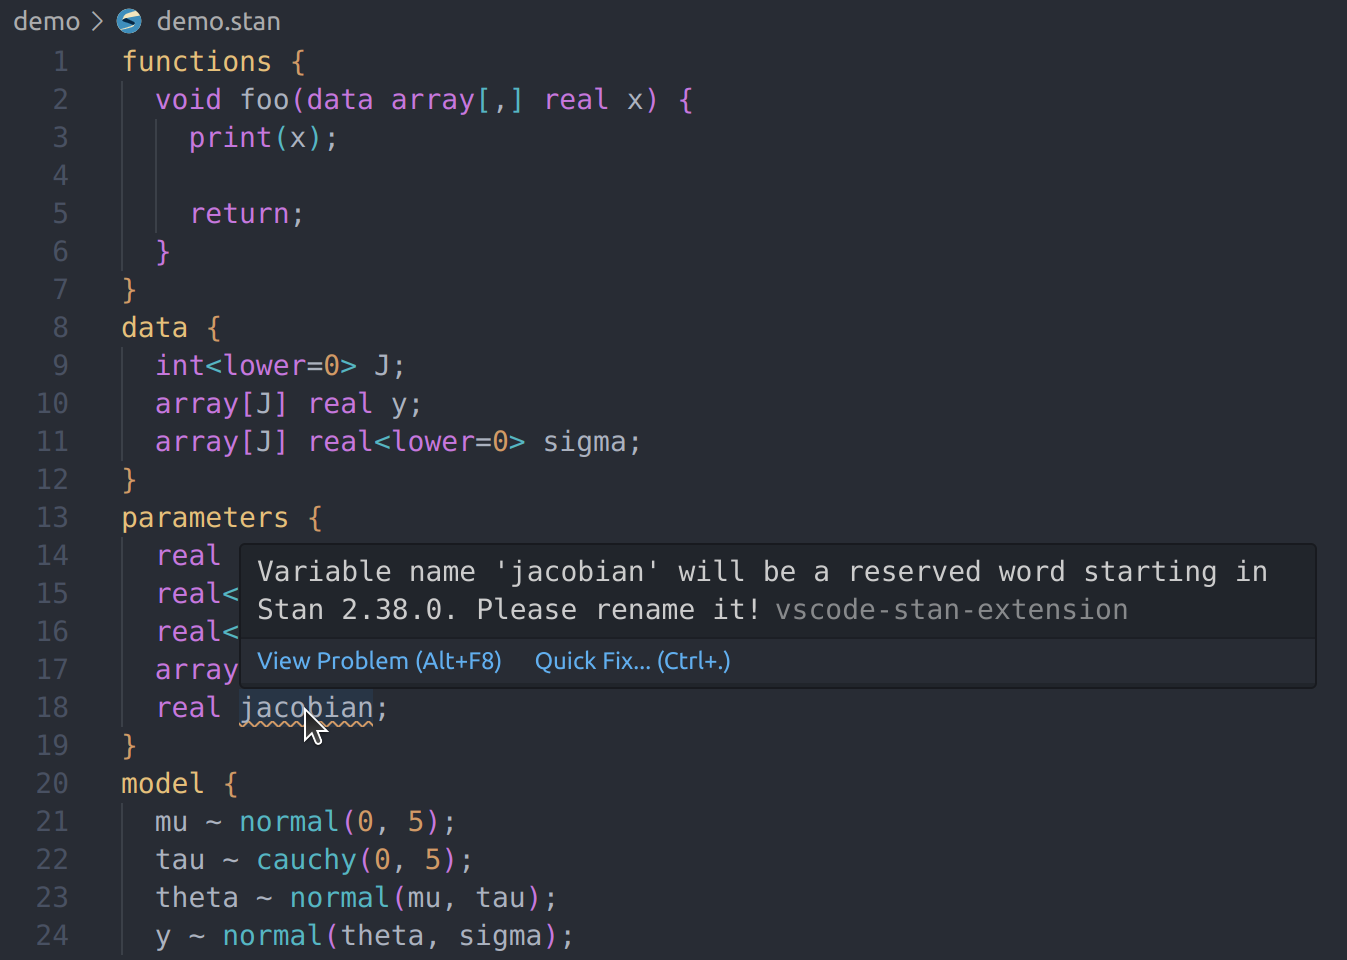 demo > demo.stan
1 functions {
2 void foo(data array[,] real x) {
3 print(x);
4
5 return;
6 }
7 }
8 data {
9 int<lower=0> J;
10 array[J] real y;
11 array[J] real<lower=0> sigma;
12 }
13 parameters {
14 real
Variable name 'jacobian' will be a reserved word starting in
15 real<
Stan 2.38.0. Please rename it! vscode-stan-extension
16 real<
View Problem (Alt+F8) Quick Fix... (Ctrl+.)
17 array
18 real jacobian;
19 }
20 model {
21 mu ~ normal(0, 5);
22 tau ~ cauchy(0, 5);
23 theta ~ normal(mu, tau);
24 y ~ normal(theta, sigma);